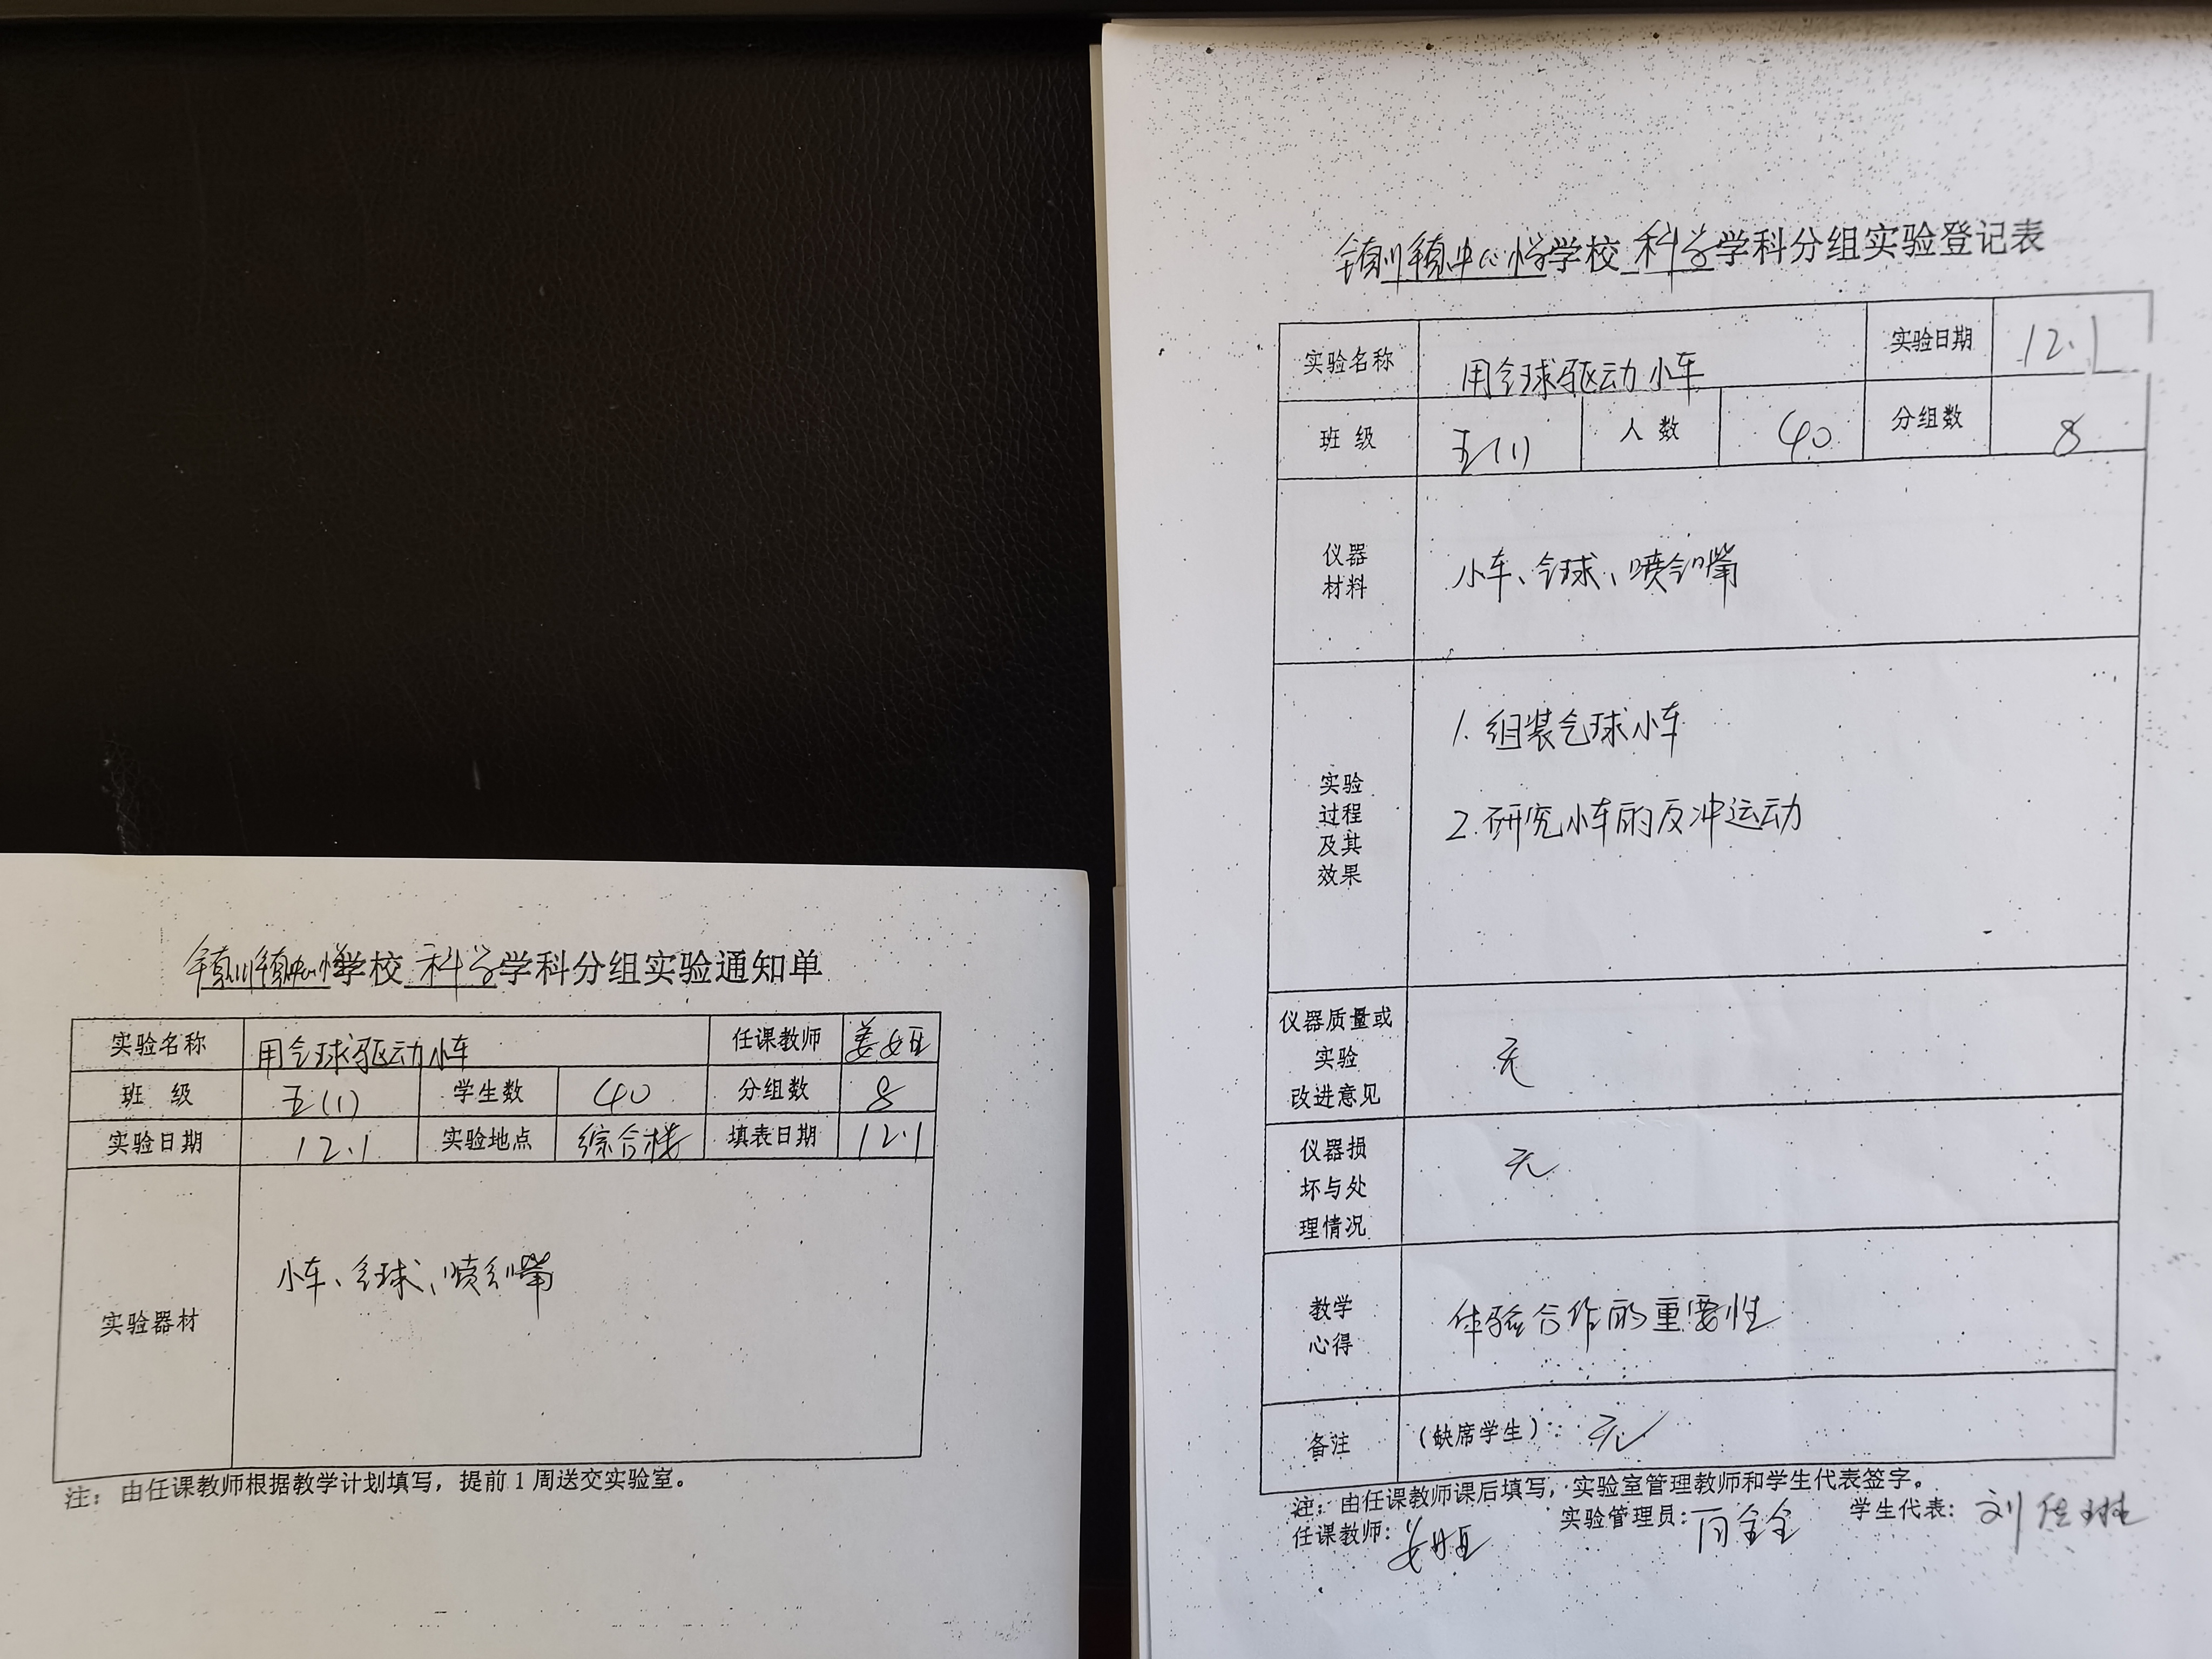 镇川镇中心小学学校 科学学科分组实验通知单
实验名称 用气球驱动小车 任课教师 姜妲
班 级 五(1) 学生数 40 分组数 8
实验日期 12.1 实验地点 综合楼 填表日期 12.1
实验器材 小车、气球、喷气嘴
注：由任课教师根据教学计划填写，提前1周送交实验室。
镇川镇中心小学学校 科学学科分组实验登记表
实验名称 用气球驱动小车 实验日期 12.1
班 级 五(1) 人 数 40 分组数 8
仪器
材料
小车、气球、喷气嘴
实验
过程
及其
效果
1. 组装气球小车
2. 研究小车的反冲运动
仪器质量或
实验
改进意见
无
仪器损
坏与处
理情况
无
教学
心得
体验合作的重要性
备注 (缺席学生)：无
注：由任课教师课后填写，实验室管理教师和学生代表签字。
任课教师：姜妲 实验管理员： 学生代表：刘